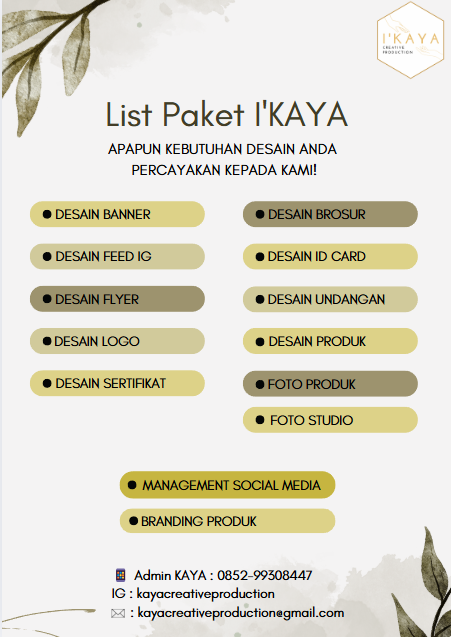 I'KAYA
CREATIVE
PRODUCTION
List Paket I'KAYA
APAPUN KEBUTUHAN DESAIN ANDA
PERCAYAKAN KEPADA KAMI!
DESAIN BANNER
DESAIN FEED IG
DESAIN FLYER
DESAIN LOGO
DESAIN SERTIFIKAT
DESAIN BROSUR
DESAIN ID CARD
DESAIN UNDANGAN
DESAIN PRODUK
FOTO PRODUK
FOTO STUDIO
MANAGEMENT SOCIAL MEDIA
BRANDING PRODUK
Admin KAYA : 0852-99308447
IG : kayacreativeproduction
: kayacreativeproduction@gmail.com